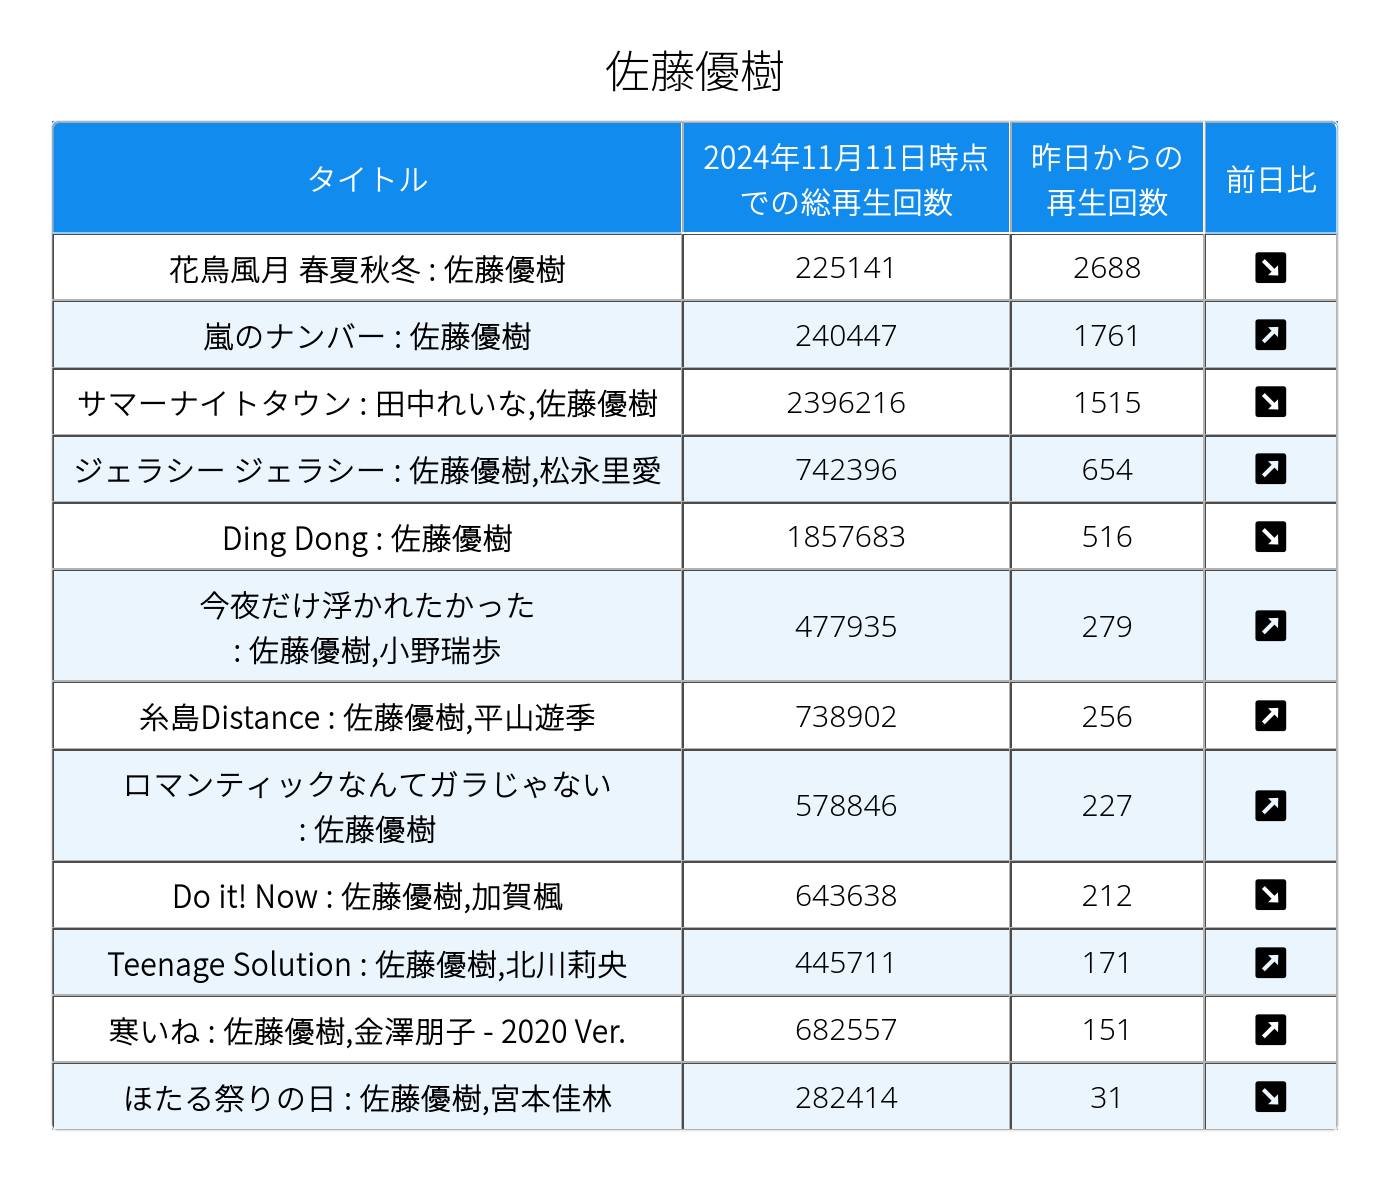 佐藤優樹
タイトル
2024年11月11日時点
での総再生回数
昨日からの
再生回数
前日比
花鳥風月 春夏秋冬 : 佐藤優樹
225141
2688
嵐のナンバー : 佐藤優樹
240447
1761
サマーナイトタウン : 田中れいな,佐藤優樹
2396216
1515
ジェラシー ジェラシー : 佐藤優樹,松永里愛
742396
654
Ding Dong : 佐藤優樹
1857683
516
今夜だけ浮かれたかった
: 佐藤優樹,小野瑞歩
477935
279
糸島Distance : 佐藤優樹,平山遊季
738902
256
ロマンティックなんてガラじゃない
: 佐藤優樹
578846
227
Do it! Now : 佐藤優樹,加賀楓
643638
212
Teenage Solution : 佐藤優樹,北川莉央
445711
171
寒いね : 佐藤優樹,金澤朋子 - 2020 Ver.
682557
151
ほたる祭りの日 : 佐藤優樹,宮本佳林
282414
31